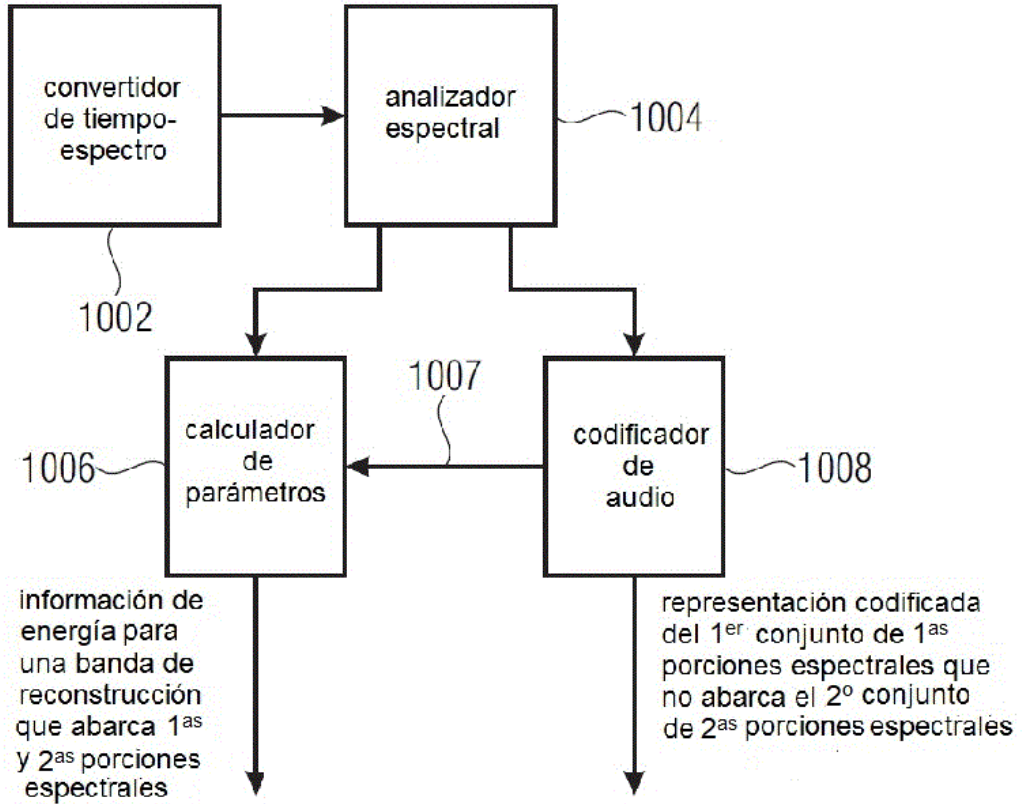 convertidor
de tiempo-
espectro
analizador
espectral
1004
1002
1007
calculador
de
parámetros
codificador
de
audio
1006
1008
información de
energía para
una banda de
reconstrucción
que abarca 1as
y 2as porciones
espectrales
representación codificada
del 1er conjunto de 1as
porciones espectrales que
no abarca el 2º conjunto
de 2as porciones espectrales